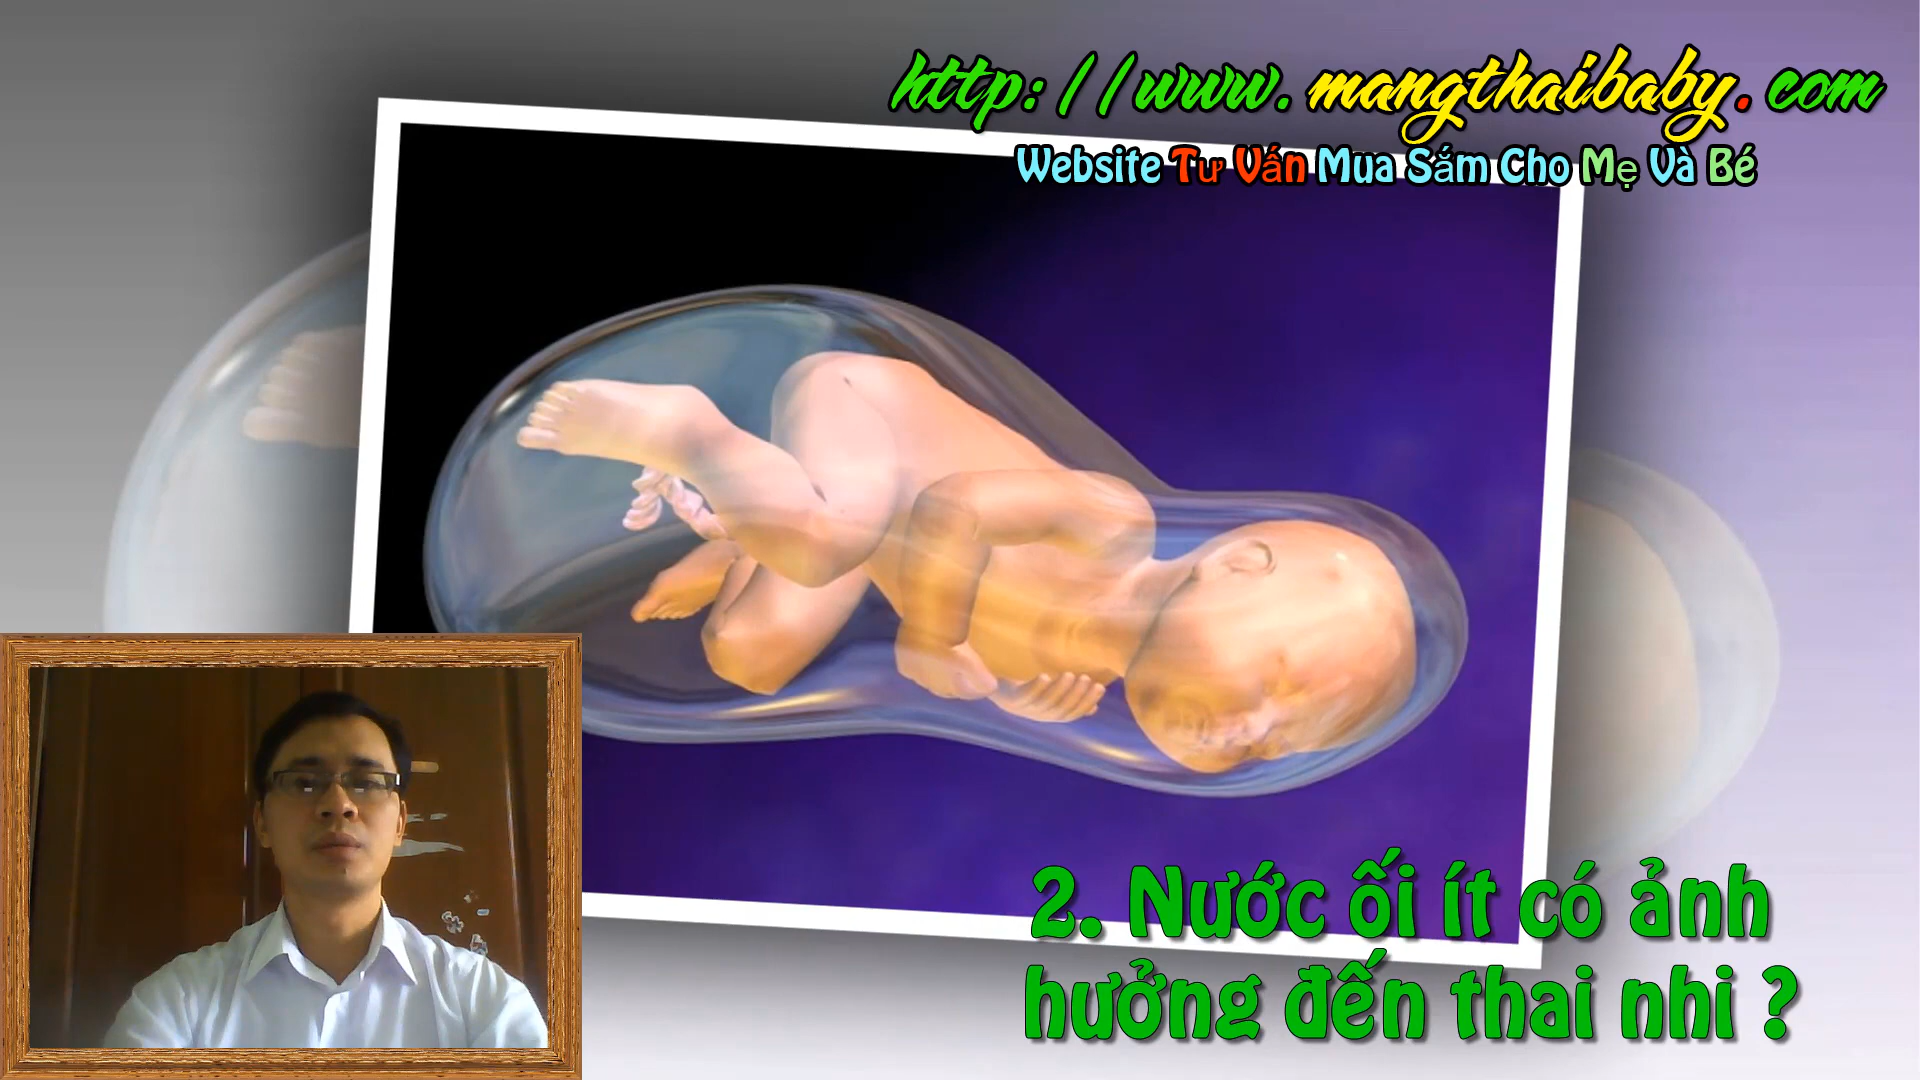 http://www.mangthaibaby.com
Website Tư Vấn Mua Sắm Cho Mẹ Và Bé
2. Nước ối ít có ảnh
hưởng đến thai nhi ?